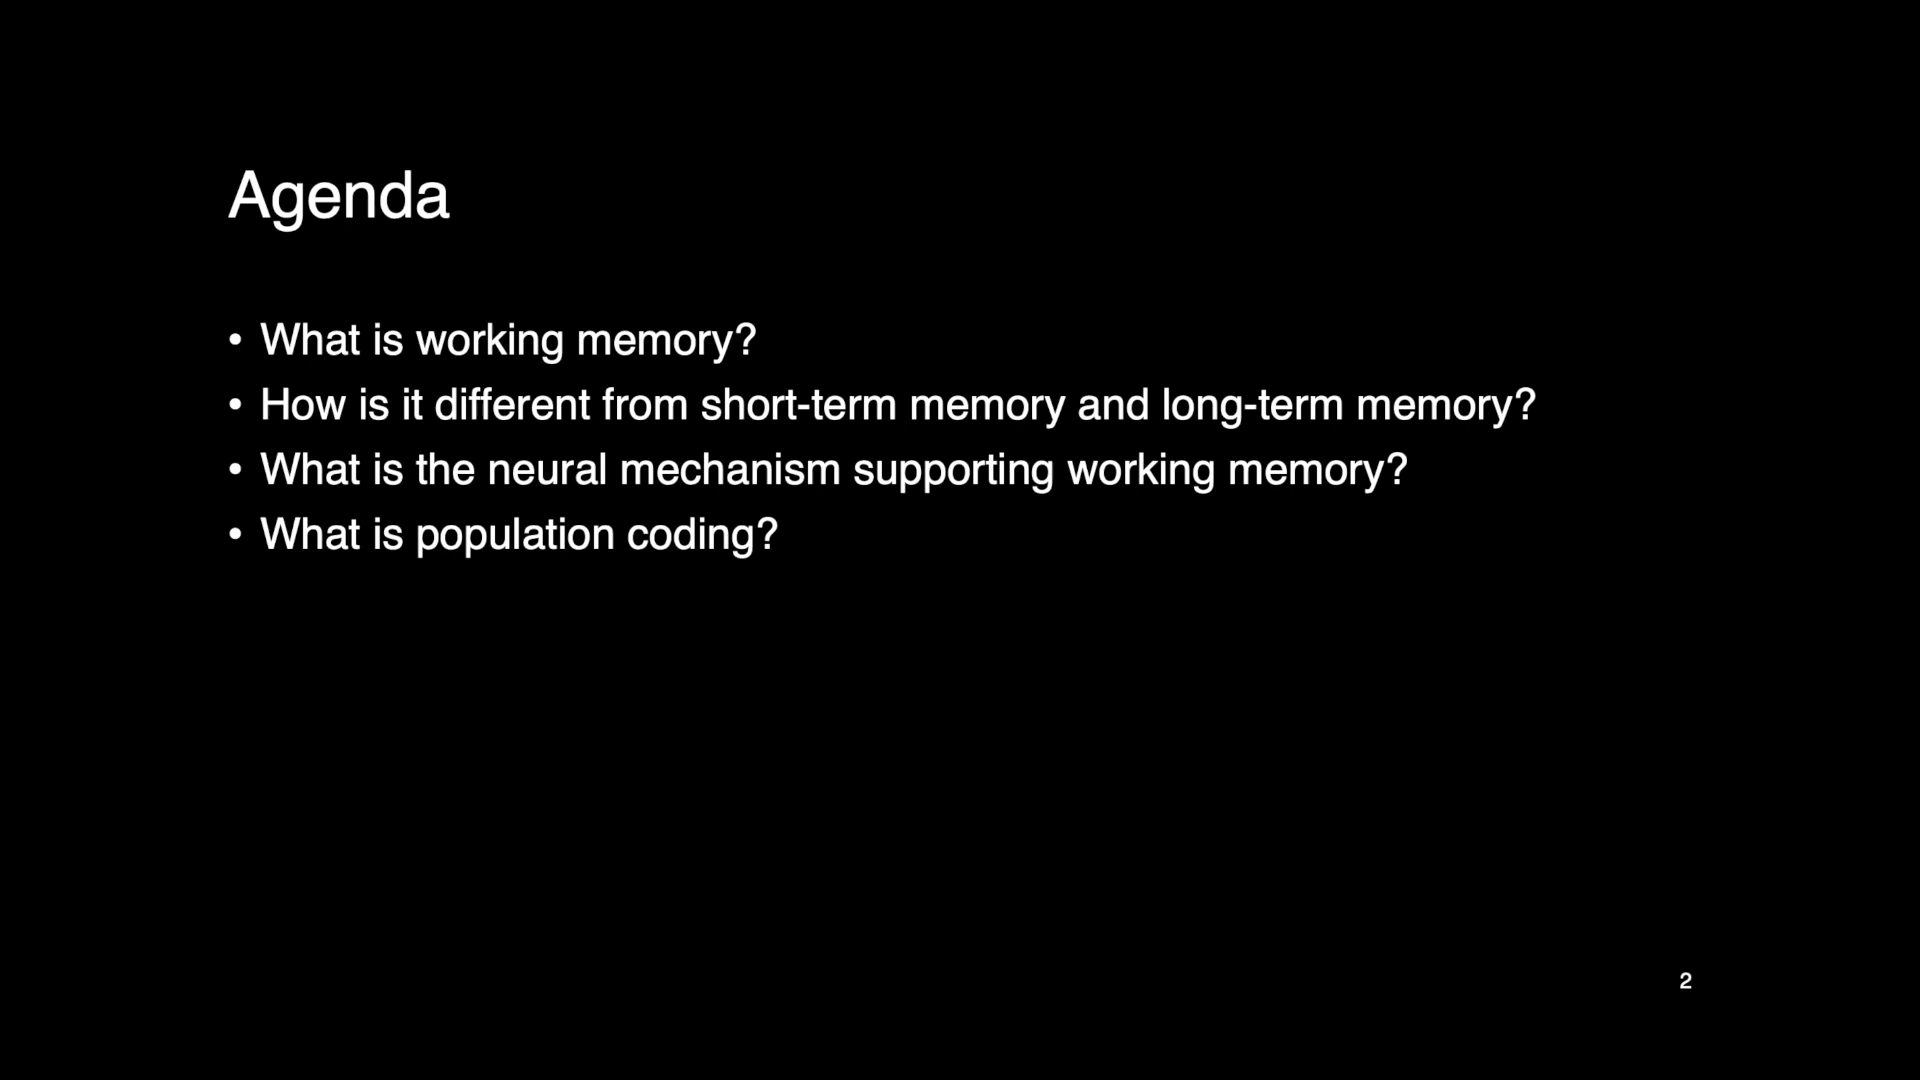 Agenda
• What is working memory?
• How is it different from short-term memory and long-term memory?
• What is the neural mechanism supporting working memory?
• What is population coding?
2